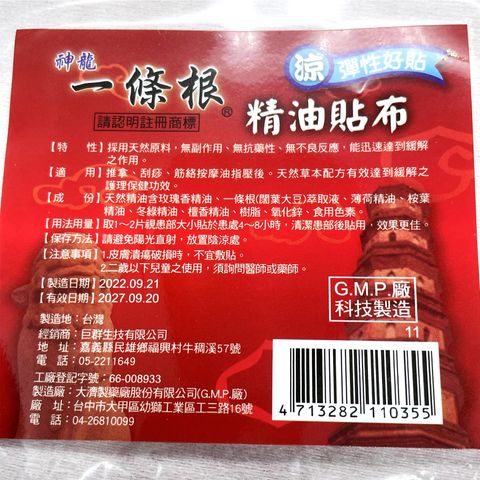 神龍
一條根®
請認明註冊商標
涼 彈性好貼
精油貼布
【特　　性】採用天然原料，無副作用、無抗藥性、無不良反應，能迅速達到緩解
之作用。
【適　　用】推拿、刮痧、筋絡按摩油指壓後。天然草本配方有效達到緩解之
護理保健功效。
【成　　份】天然精油含玫瑰香精油、一條根(闊葉大豆)萃取液、薄荷精油、桉葉
精油、冬綠精油、檀香精油、樹脂、氧化鋅、食用色素。
【用法用量】取1～2片視患部大小貼於患處4～8小時，清潔患部後貼用，效果更佳。
【保存方法】請避免陽光直射，放置陰涼處。
【注意事項】1.皮膚潰瘍破損時，不宜敷貼。
2.二歲以下兒童之使用，須詢問醫師或藥師。
【製造日期】2022.09.21
【有效日期】2027.09.20
G.M.P.廠
科技製造
製造地：台灣
11
經銷商：巨群生技有限公司
地　址：嘉義縣民雄鄉福興村牛稠溪57號
電　話：05-2211649
工廠登記字號：66-008933
製造廠：大濟製藥廠股份有限公司(G.M.P.廠)
廠　址：台中市大甲區幼獅工業區工三路16號
電　話：04-26810099
4 713282 110355